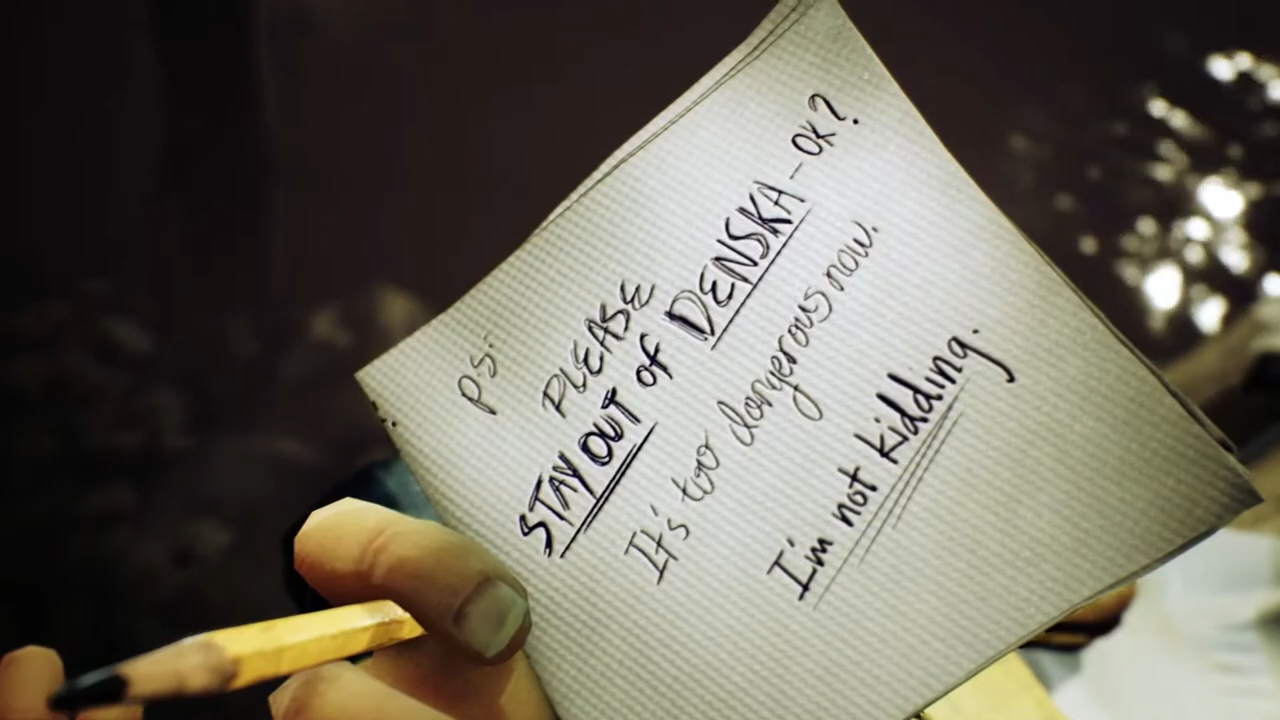 PS:
PLEASE
STAY OUT of DENSKA - OK?
It's too dangerous now.
I'm not kidding.